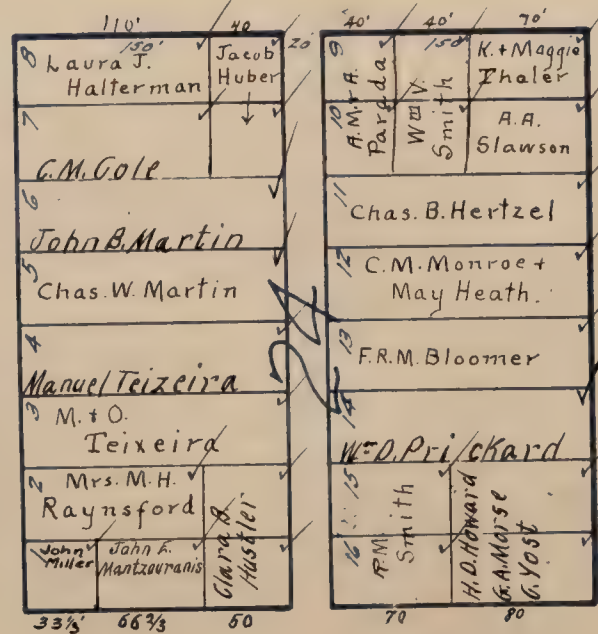 110' 40
150' 20'
8 Laura J.
Halterman
Jacob
Huber
7
C.M. Cole
6
John B. Martin
5
Chas. W. Martin
4
Manuel Teizeira
3
M. + O.
Teixeira
2 Mrs. M. H.
Raynsford
1 John
Miller
John E.
Mantzouranis
Clara B.
Hustler
33⅓' 66 2/3 50
24
40' 40' 70'
150'
9
10
A. M. + A.
Parada
Wm V.
Smith
K. + Maggie
Thaler
A. A.
Slawson
11
Chas. B. Hertzel
12
C. M. Monroe +
May Heath.
13
F. R. M. Bloomer
14
Wm D. Prickard
15
16
R. M.
Smith
H. D. Howard
G. A. Morse
G. Yost
70 80